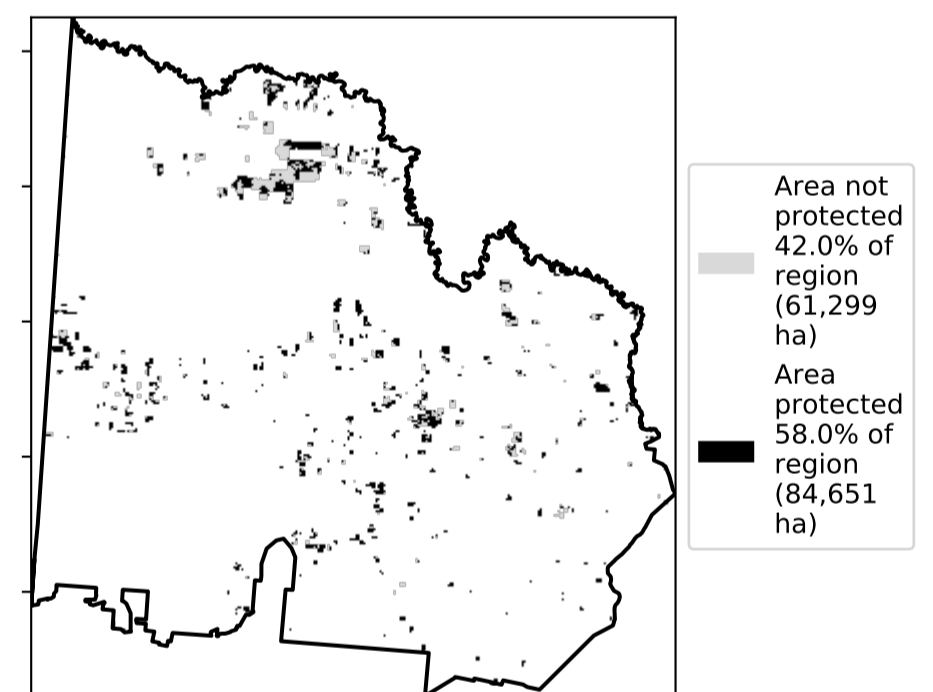 Area not
protected
42.0% of
region
(61,299
ha)
Area
protected
58.0% of
region
(84,651
ha)